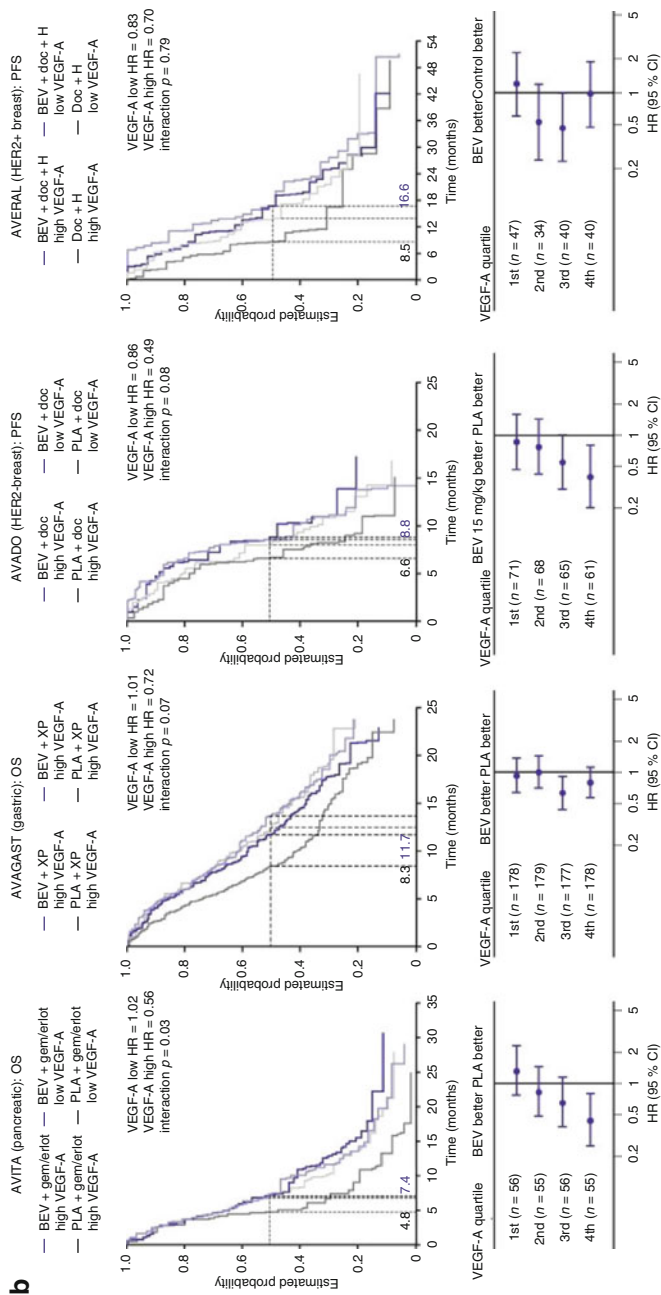 b
AVITA (pancreatic): OS
BEV + gem/erlot high VEGF-A
BEV + gem/erlot low VEGF-A
PLA + gem/erlot high VEGF-A
PLA + gem/erlot low VEGF-A
VEGF-A low HR = 1.02
VEGF-A high HR = 0.56
interaction p = 0.03
Estimated probability
1.0
0.8
0.6
0.4
0.2
0
4.8
7.4
0 5 10 15 20 25 30 35
Time (months)
VEGF-A quartile
BEV better PLA better
1st (n = 56)
2nd (n = 55)
3rd (n = 56)
4th (n = 55)
0.2 0.5 1 2 5
HR (95 % CI)
AVAGAST (gastric): OS
BEV + XP high VEGF-A
BEV + XP high VEGF-A
PLA + XP high VEGF-A
PLA + XP high VEGF-A
VEGF-A low HR = 1.01
VEGF-A high HR = 0.72
interaction p = 0.07
Estimated probability
1.0
0.8
0.6
0.4
0.2
0
8.3
11.7
0 5 10 15 20 25
Time (months)
VEGF-A quartile
BEV better PLA better
1st (n = 178)
2nd (n = 179)
3rd (n = 177)
4th (n = 178)
0.2 0.5 1 2 5
HR (95 % CI)
AVADO (HER2-breast): PFS
BEV + doc high VEGF-A
BEV + doc low VEGF-A
PLA + doc high VEGF-A
PLA + doc low VEGF-A
VEGF-A low HR = 0.86
VEGF-A high HR = 0.49
interaction p = 0.08
Estimated probability
1.0
0.8
0.6
0.4
0.2
0
6.6
8.8
0 5 10 15 20 25
Time (months)
VEGF-A quartile
BEV 15 mg/kg better PLA better
1st (n = 71)
2nd (n = 68)
3rd (n = 65)
4th (n = 61)
0.2 0.5 1 2 5
HR (95 % CI)
AVERAL (HER2+ breast): PFS
BEV + doc + H high VEGF-A
BEV + doc + H low VEGF-A
Doc + H high VEGF-A
Doc + H low VEGF-A
VEGF-A low HR = 0.83
VEGF-A high HR = 0.70
interaction p = 0.79
Estimated probability
1.0
0.8
0.6
0.4
0.2
0
8.5
16.6
0 6 12 18 24 30 36 42 48 54
Time (months)
VEGF-A quartile
BEV better Control better
1st (n = 47)
2nd (n = 34)
3rd (n = 40)
4th (n = 40)
0.2 0.5 1 2 5
HR (95 % CI)